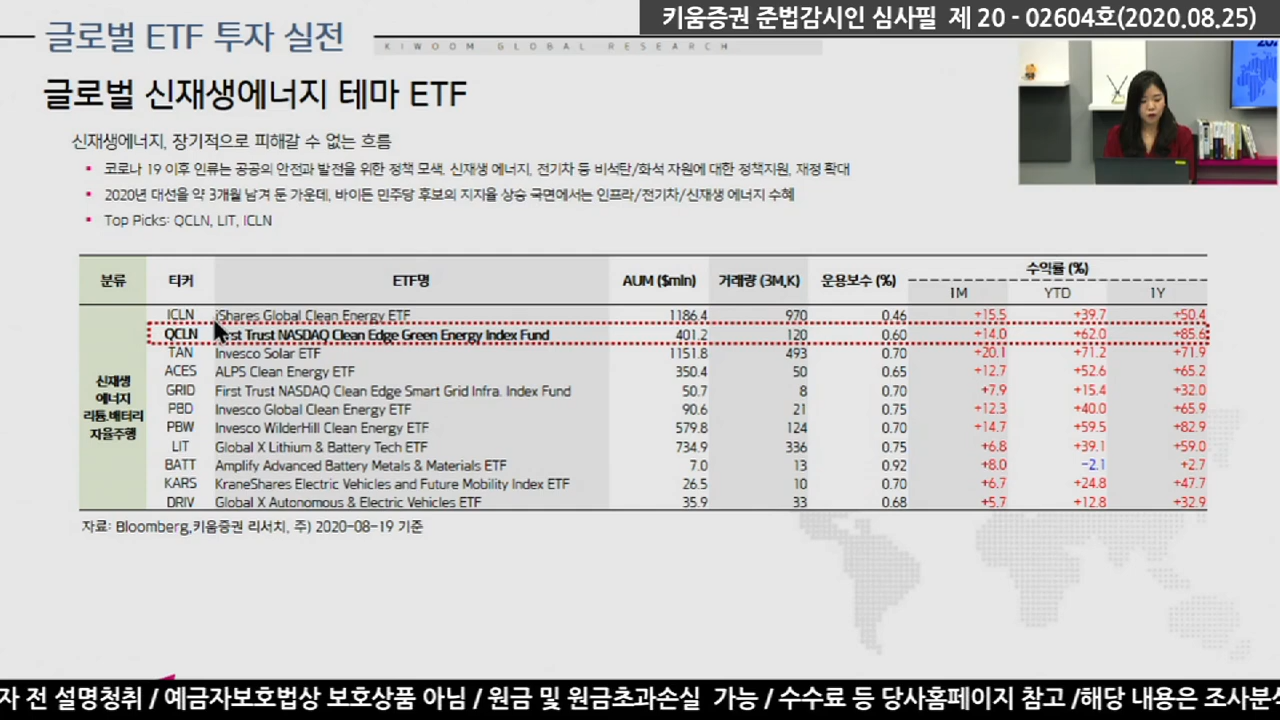 키움증권 준법감시인 심사필 제 20 - 02604호(2020.08.25)
글로벌 ETF 투자 실전
KIWOOM GLOBAL RESEARCH
글로벌 신재생에너지 테마 ETF
신재생에너지, 장기적으로 피해갈 수 없는 흐름
▪ 코로나 19 이후 인류는 공공의 안전과 발전을 위한 정책 모색. 신재생 에너지, 전기차 등 비석탄/화석 자원에 대한 정책지원, 재정 확대
▪ 2020년 대선을 약 3개월 남겨 둔 가운데, 바이든 민주당 후보의 지지율 상승 국면에서는 인프라/전기차/신재생 에너지 수혜
▪ Top Picks: QCLN, LIT, ICLN
분류 티커 ETF명 AUM ($mln) 거래량 (3M,K) 운용보수 (%) 수익률 (%)
1M YTD 1Y
신재생
에너지
리튬.배터리
자율주행
ICLN iShares Global Clean Energy ETF 1186.4 970 0.46 +15.5 +39.7 +50.4
QCLN First Trust NASDAQ Clean Edge Green Energy Index Fund 401.2 120 0.60 +14.0 +62.0 +85.6
TAN Invesco Solar ETF 1151.8 493 0.70 +20.1 +71.2 +71.9
ACES ALPS Clean Energy ETF 350.4 50 0.65 +12.7 +52.6 +65.2
GRID First Trust NASDAQ Clean Edge Smart Grid Infra. Index Fund 50.7 8 0.70 +7.9 +15.4 +32.0
PBD Invesco Global Clean Energy ETF 90.6 21 0.75 +12.3 +40.0 +65.9
PBW Invesco WilderHill Clean Energy ETF 579.8 124 0.70 +14.7 +59.5 +82.9
LIT Global X Lithium & Battery Tech ETF 734.9 336 0.75 +6.8 +39.1 +59.0
BATT Amplify Advanced Battery Metals & Materials ETF 7.0 13 0.92 +8.0 -2.1 +2.7
KARS KraneShares Electric Vehicles and Future Mobility Index ETF 26.5 10 0.70 +6.7 +24.8 +47.7
DRIV Global X Autonomous & Electric Vehicles ETF 35.9 33 0.68 +5.7 +12.8 +32.9
자료: Bloomberg,키움증권 리서치, 주) 2020-08-19 기준
자 전 설명청취 / 예금자보호법상 보호상품 아님 / 원금 및 원금초과손실 가능 / 수수료 등 당사홈페이지 참고 /해당 내용은 조사분석